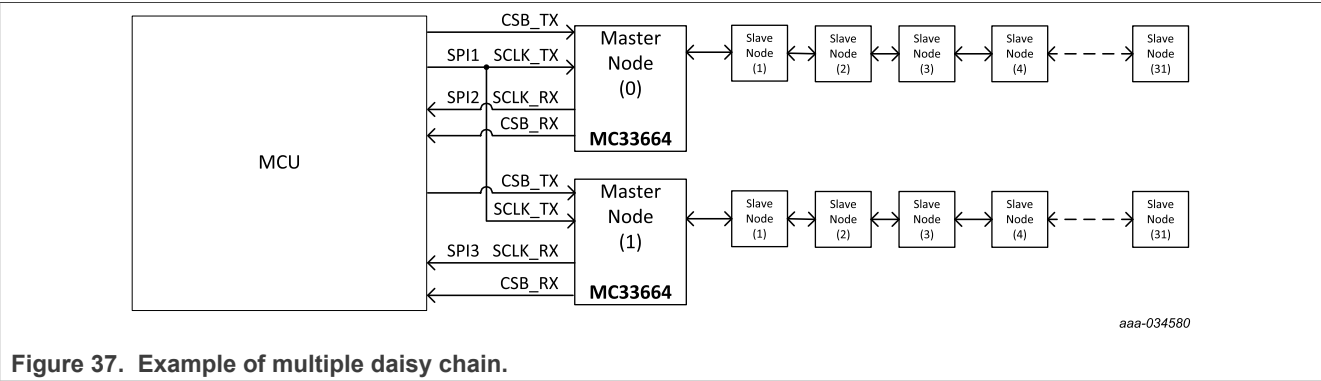 MCU
CSB_TX
SPI1 SCLK_TX
SPI2 SCLK_RX
CSB_RX
Master
Node
(0)
MC33664
Slave
Node
(1)
Slave
Node
(2)
Slave
Node
(3)
Slave
Node
(4)
Slave
Node
(31)
CSB_TX
SCLK_TX
SPI3 SCLK_RX
CSB_RX
Master
Node
(1)
MC33664
Slave
Node
(1)
Slave
Node
(2)
Slave
Node
(3)
Slave
Node
(4)
Slave
Node
(31)
aaa-034580
Figure 37. Example of multiple daisy chain.